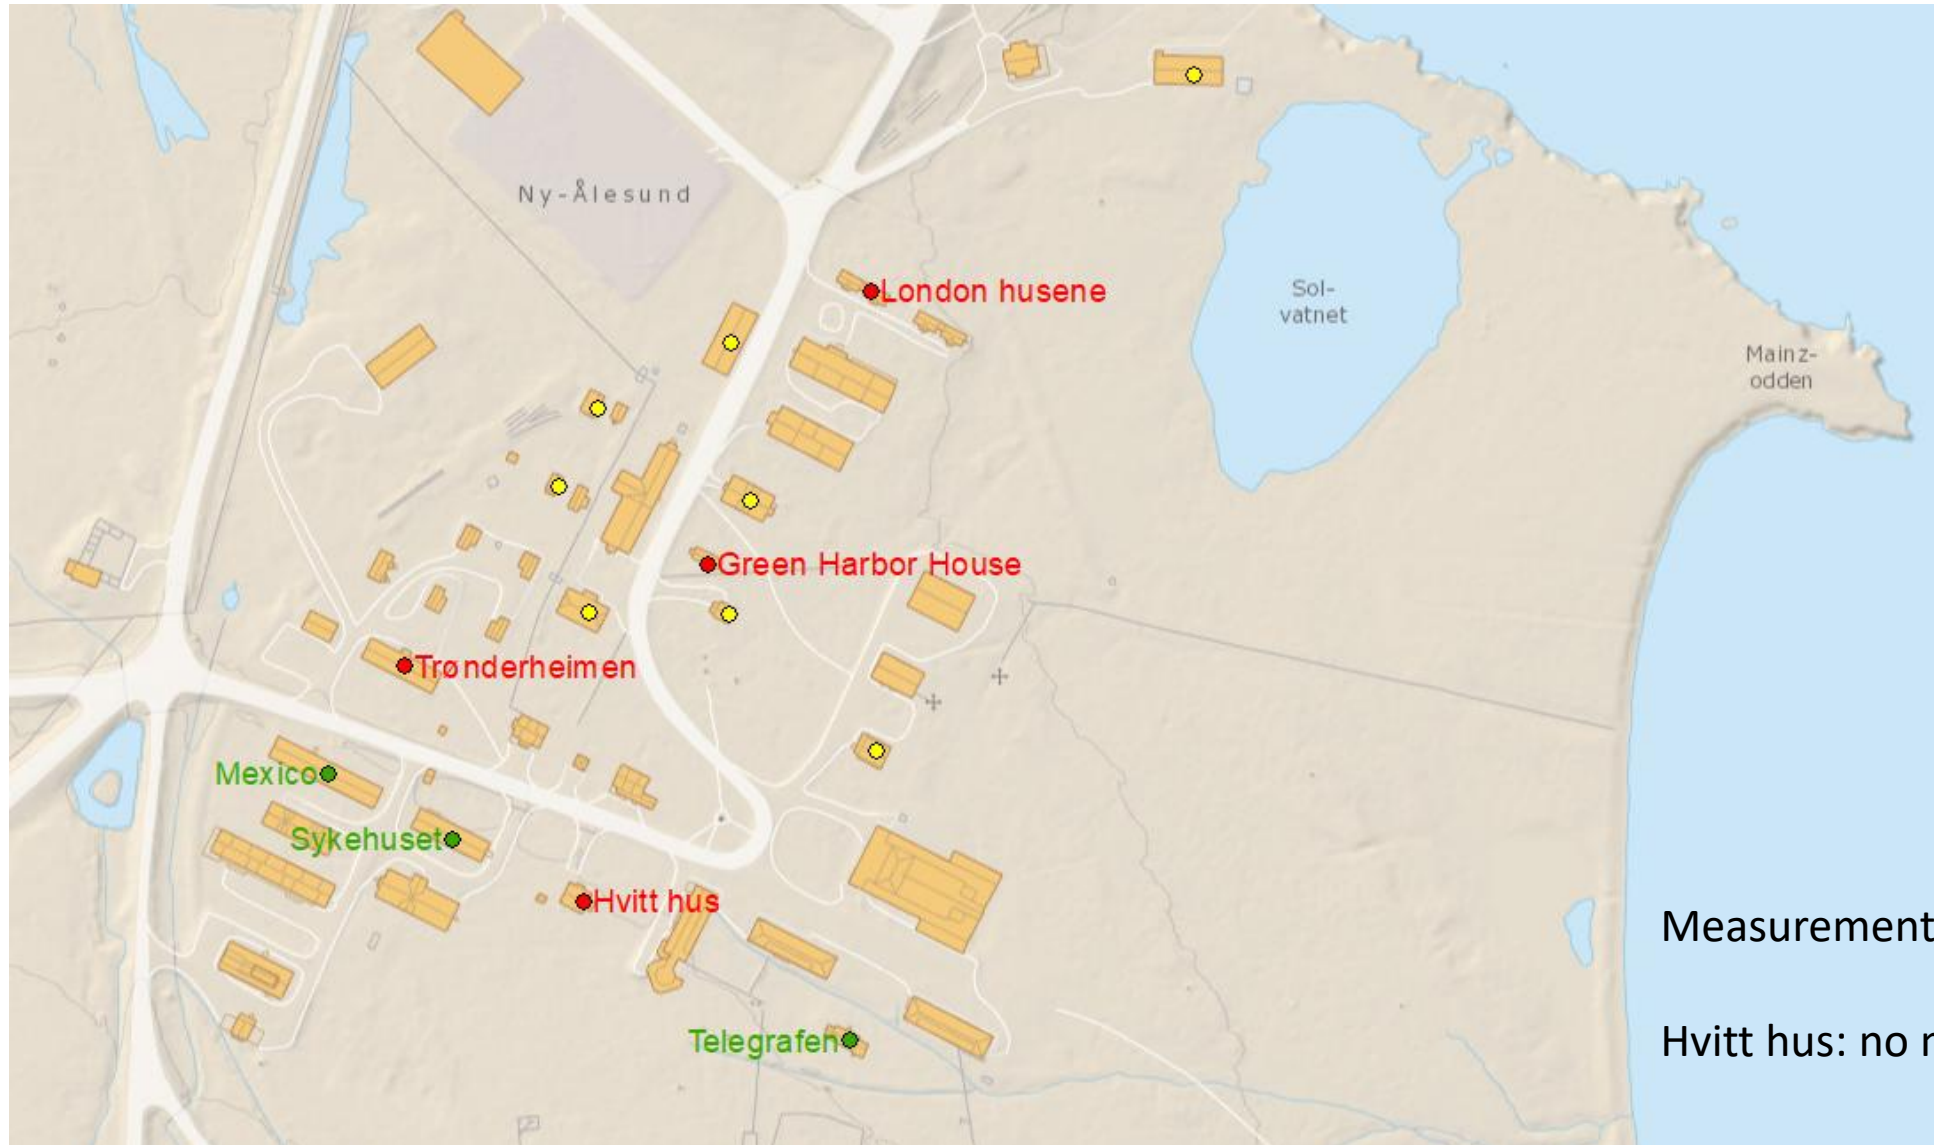 Ny-Ålesund
London husene
Sol-
vatnet
Mainz-
odden
Green Harbor House
Trønderheimen
Mexico
Sykehuset
Hvitt hus
Measurement
Hvitt hus: no
Telegrafen